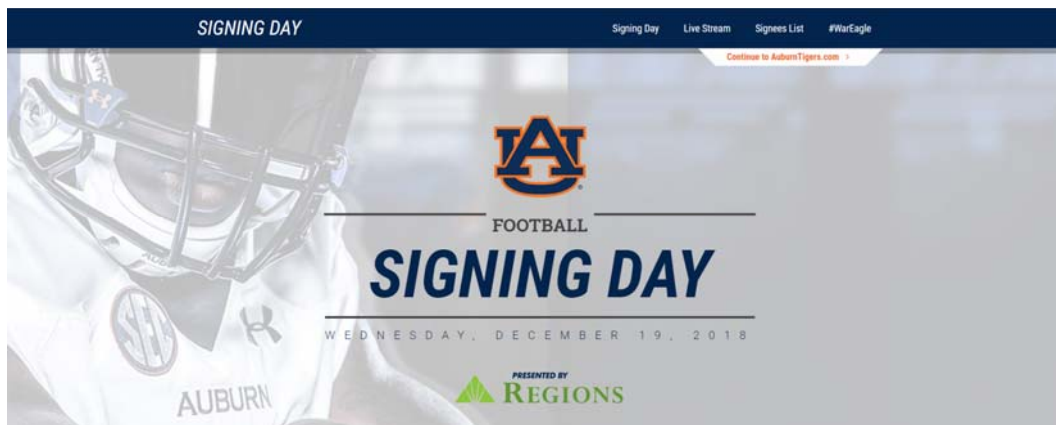 SIGNING DAY
Signing Day Live Stream Signees List #WarEagle
Continue to AuburnTigers.com >
AU
FOOTBALL
SIGNING DAY
WEDNESDAY, DECEMBER 19, 2018
PRESENTED BY
REGIONS
SEC
AUBURN